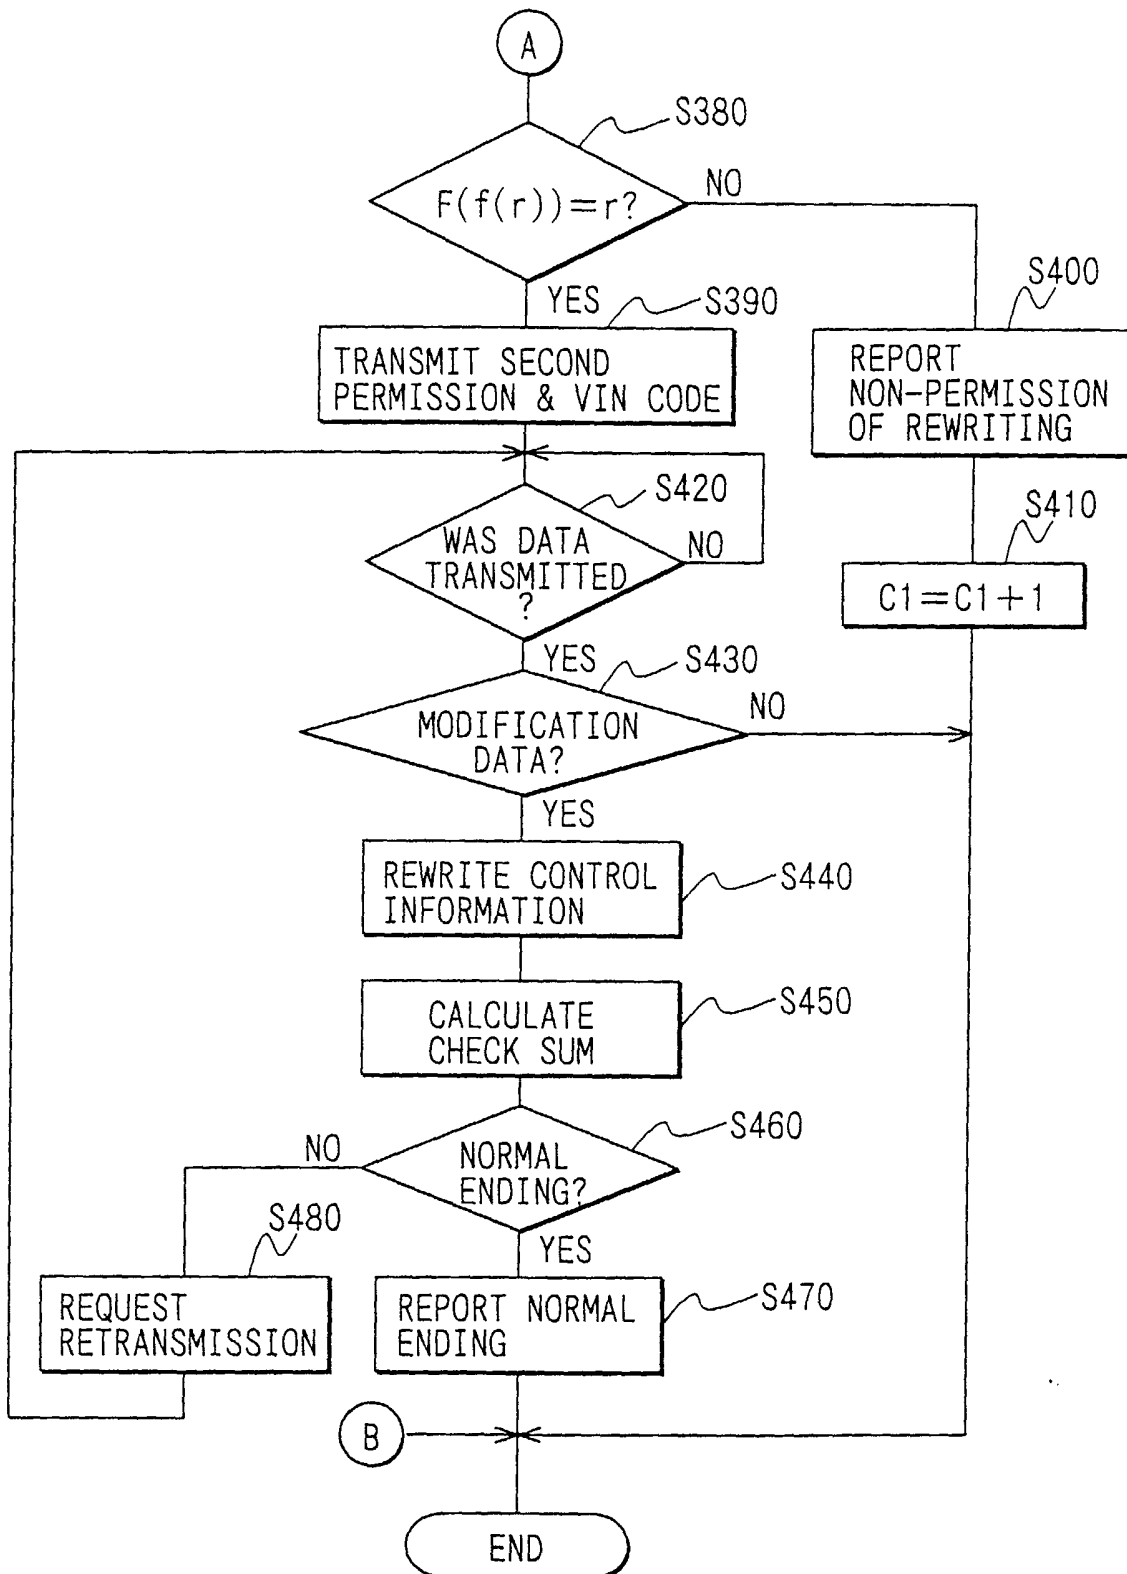 A
S380
F(f(r))=r?
NO
YES
S390
S400
TRANSMIT SECOND
PERMISSION & VIN CODE
REPORT
NON-PERMISSION
OF REWRITING
S420
S410
WAS DATA
TRANSMITTED
?
NO
C1=C1+1
YES
S430
MODIFICATION
DATA?
NO
YES
REWRITE CONTROL
INFORMATION
S440
CALCULATE
CHECK SUM
S450
S460
NO
NORMAL
ENDING?
S480
YES
REQUEST
RETRANSMISSION
REPORT NORMAL
ENDING
S470
B
END